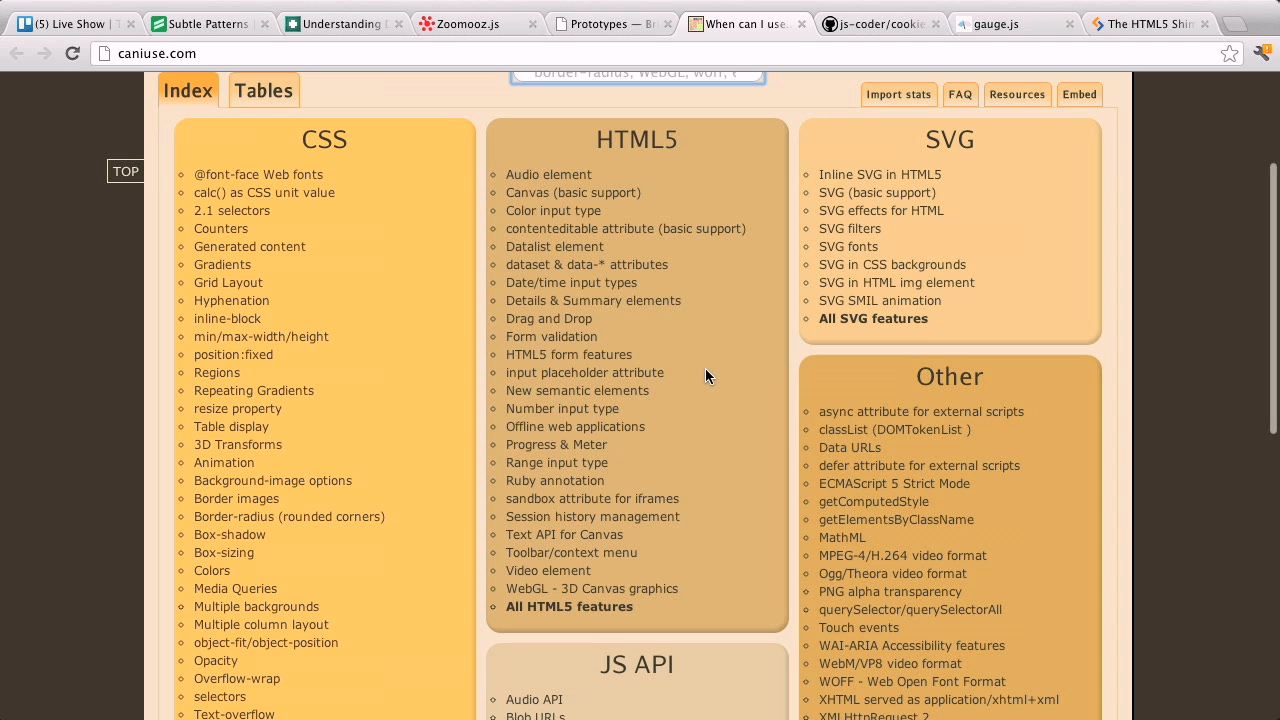 (5) Live Show | T
Subtle Patterns
Understanding D
Zoomooz.js
Prototypes — Br
When can I use...
js-coder/cookie
gauge.js
The HTML5 Shim
caniuse.com
border-radius, WebGL, woff, e
Index
Tables
Import stats
FAQ
Resources
Embed
TOP
CSS
@font-face Web fonts
calc() as CSS unit value
2.1 selectors
Counters
Generated content
Gradients
Grid Layout
Hyphenation
inline-block
min/max-width/height
position:fixed
Regions
Repeating Gradients
resize property
Table display
3D Transforms
Animation
Background-image options
Border images
Border-radius (rounded corners)
Box-shadow
Box-sizing
Colors
Media Queries
Multiple backgrounds
Multiple column layout
object-fit/object-position
Opacity
Overflow-wrap
selectors
Text-overflow
HTML5
Audio element
Canvas (basic support)
Color input type
contenteditable attribute (basic support)
Datalist element
dataset & data-* attributes
Date/time input types
Details & Summary elements
Drag and Drop
Form validation
HTML5 form features
input placeholder attribute
New semantic elements
Number input type
Offline web applications
Progress & Meter
Range input type
Ruby annotation
sandbox attribute for iframes
Session history management
Text API for Canvas
Toolbar/context menu
Video element
WebGL - 3D Canvas graphics
All HTML5 features
JS API
Audio API
Blob URLs
SVG
Inline SVG in HTML5
SVG (basic support)
SVG effects for HTML
SVG filters
SVG fonts
SVG in CSS backgrounds
SVG in HTML img element
SVG SMIL animation
All SVG features
Other
async attribute for external scripts
classList (DOMTokenList )
Data URLs
defer attribute for external scripts
ECMAScript 5 Strict Mode
getComputedStyle
getElementsByClassName
MathML
MPEG-4/H.264 video format
Ogg/Theora video format
PNG alpha transparency
querySelector/querySelectorAll
Touch events
WAI-ARIA Accessibility features
WebM/VP8 video format
WOFF - Web Open Font Format
XHTML served as application/xhtml+xml
XMLHttpRequest 2